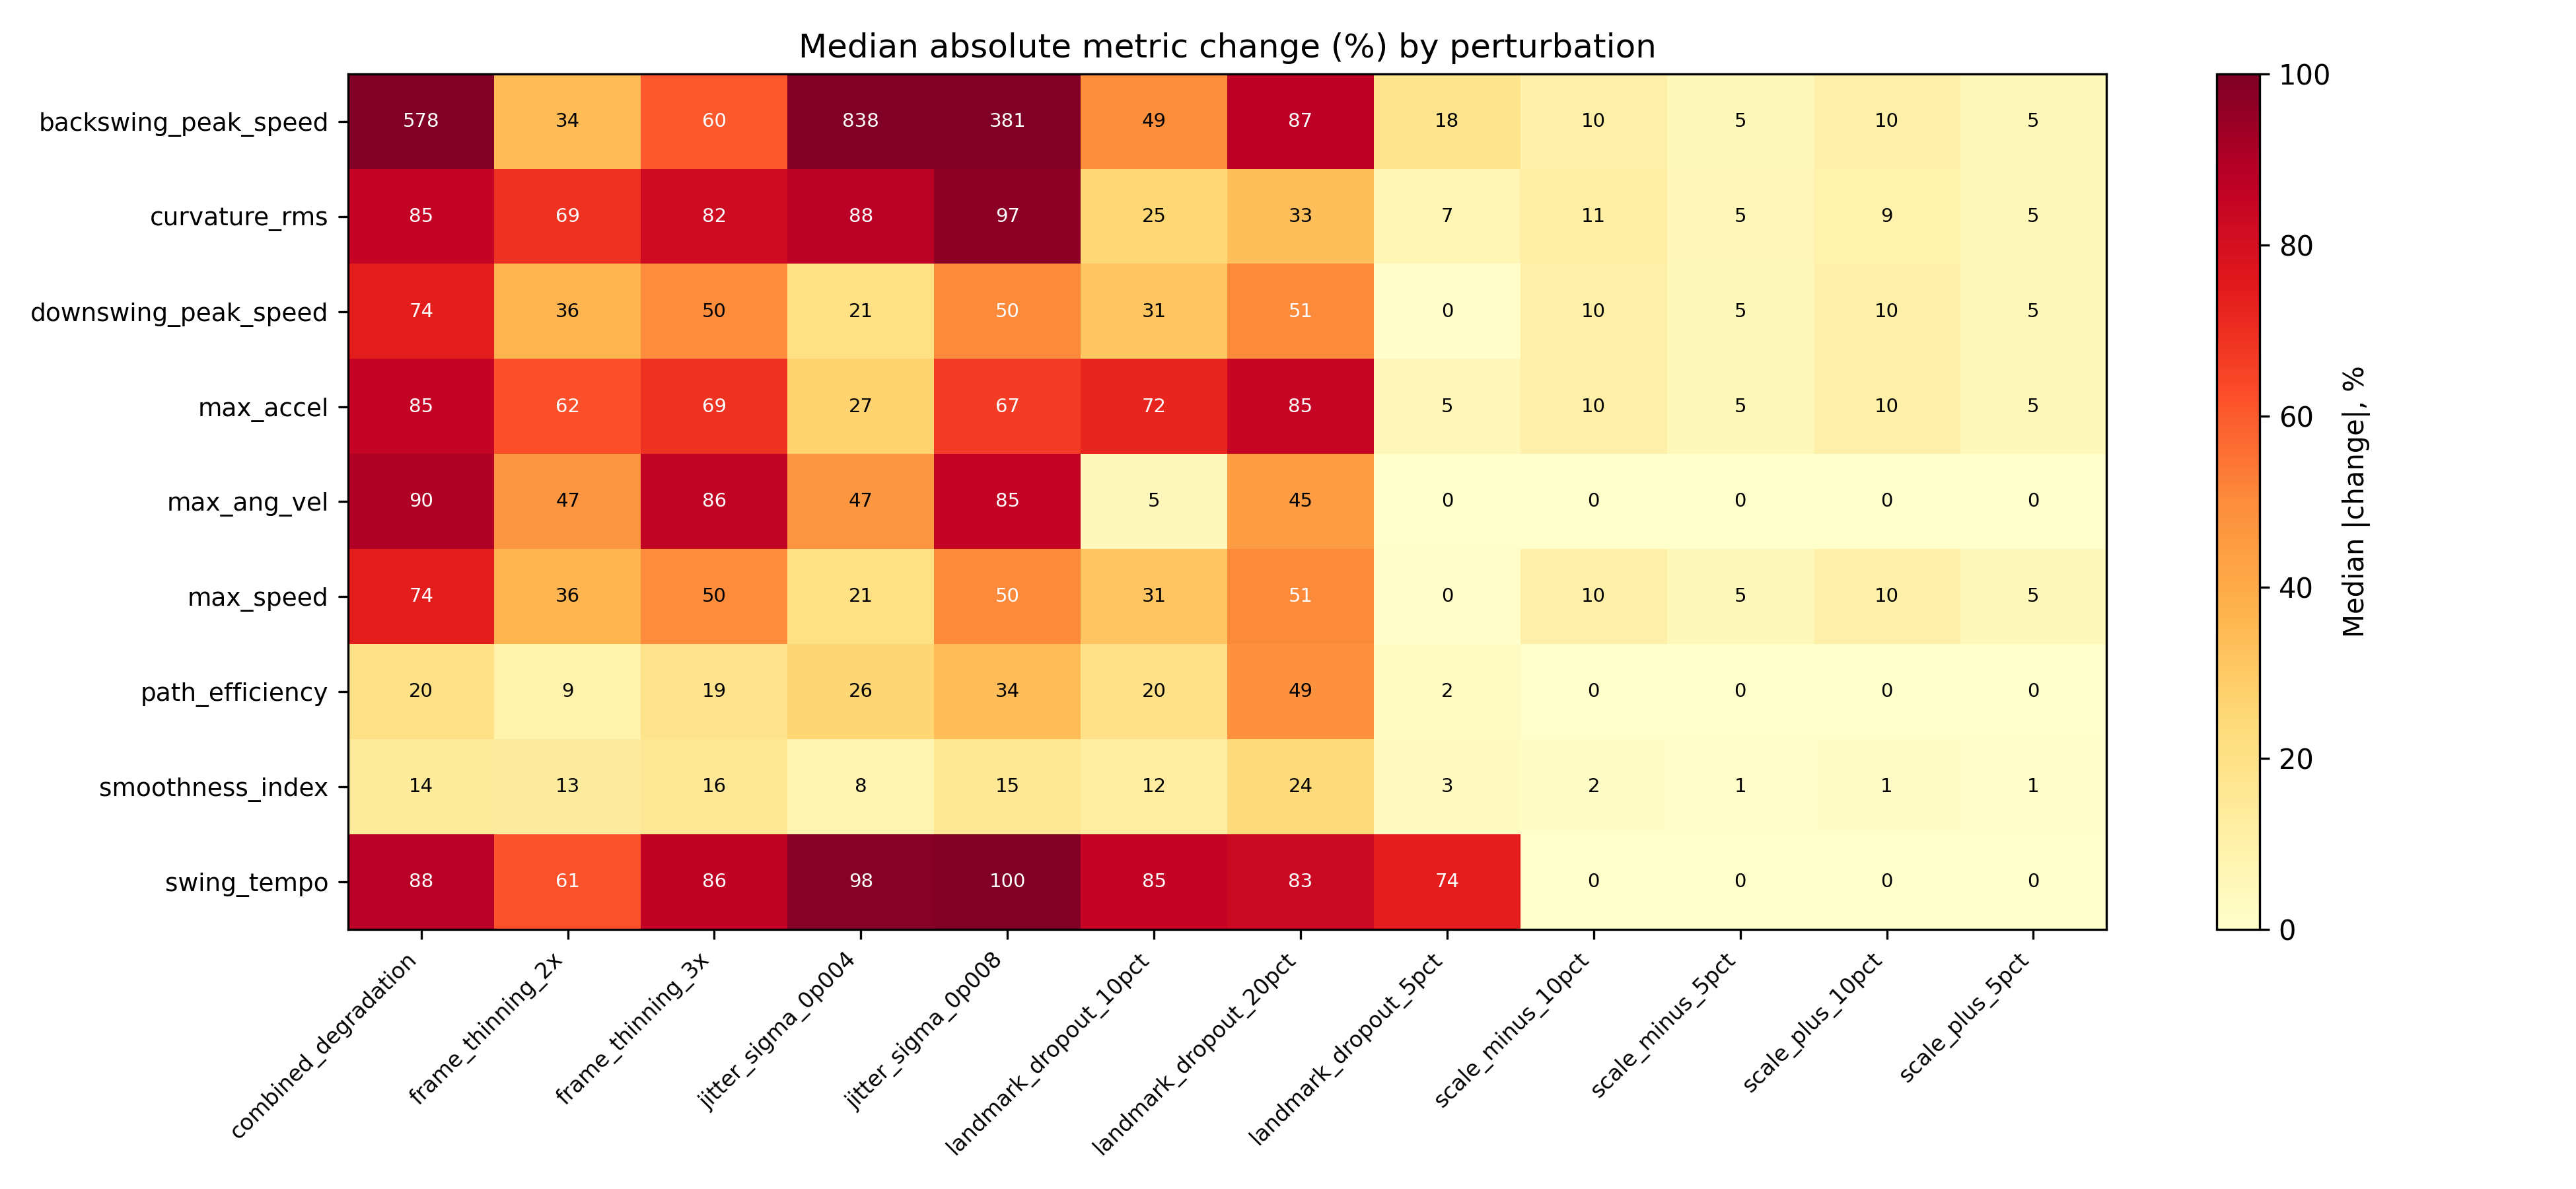 Median absolute metric change (%) by perturbation
backswing_peak_speed 578 34 60 838 381 49 87 18 10 5 10 5
curvature_rms 85 69 82 88 97 25 33 7 11 5 9 5
downswing_peak_speed 74 36 50 21 50 31 51 0 10 5 10 5
max_accel 85 62 69 27 67 72 85 5 10 5 10 5
max_ang_vel 90 47 86 47 85 5 45 0 0 0 0 0
max_speed 74 36 50 21 50 31 51 0 10 5 10 5
path_efficiency 20 9 19 26 34 20 49 2 0 0 0 0
smoothness_index 14 13 16 8 15 12 24 3 2 1 1 1
swing_tempo 88 61 86 98 100 85 83 74 0 0 0 0
combined_degradation
frame_thinning_2x
frame_thinning_3x
jitter_sigma_0p004
jitter_sigma_0p008
landmark_dropout_10pct
landmark_dropout_20pct
landmark_dropout_5pct
scale_minus_10pct
scale_minus_5pct
scale_plus_10pct
scale_plus_5pct
100
80
60
40
20
0
Median |change|, %